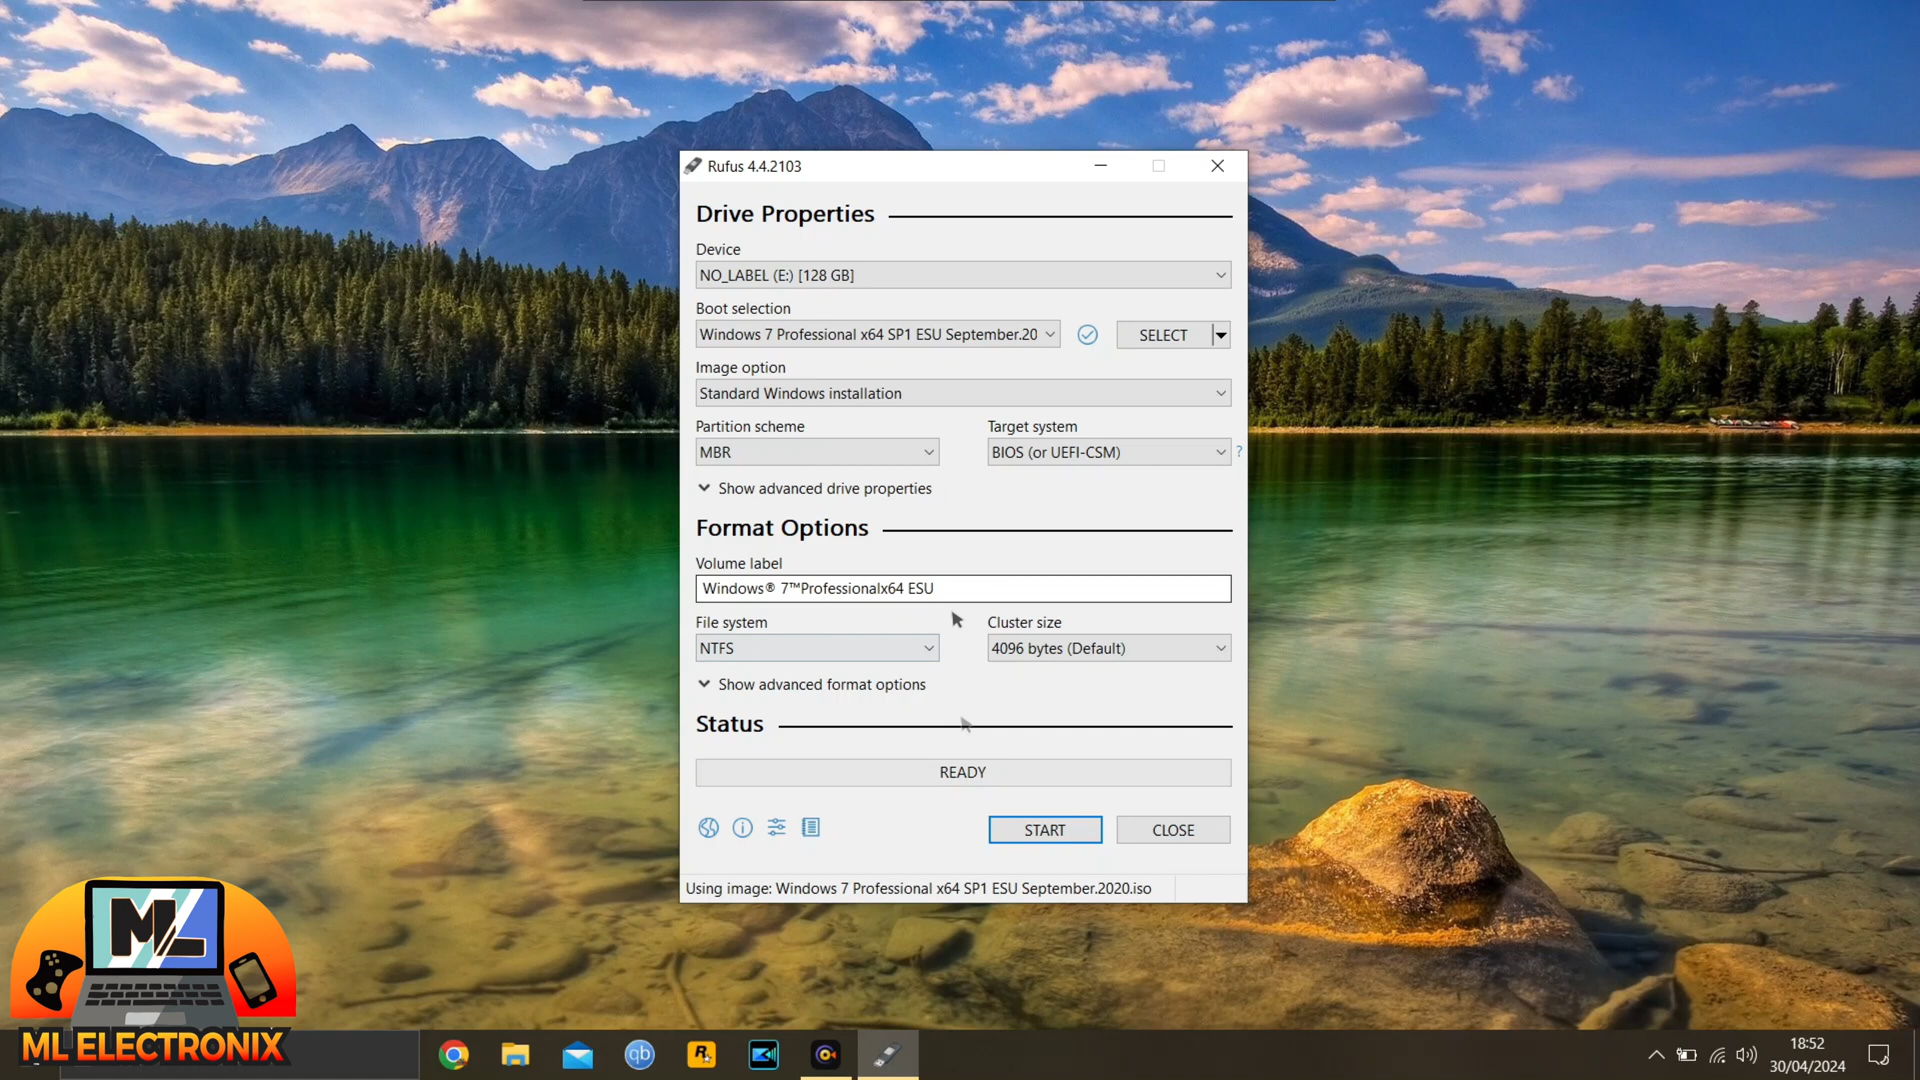 Rufus 4.4.2103
Drive Properties
Device
NO_LABEL (E:) [128 GB]
Boot selection
Windows 7 Professional x64 SP1 ESU September.20
SELECT
Image option
Standard Windows installation
Partition scheme
Target system
MBR
BIOS (or UEFI-CSM)
?
Show advanced drive properties
Format Options
Volume label
Windows® 7™Professionalx64 ESU
File system
Cluster size
NTFS
4096 bytes (Default)
Show advanced format options
Status
READY
START
CLOSE
Using image: Windows 7 Professional x64 SP1 ESU September.2020.iso
ML
ML ELECTRONIX
qb
R
18:52
30/04/2024